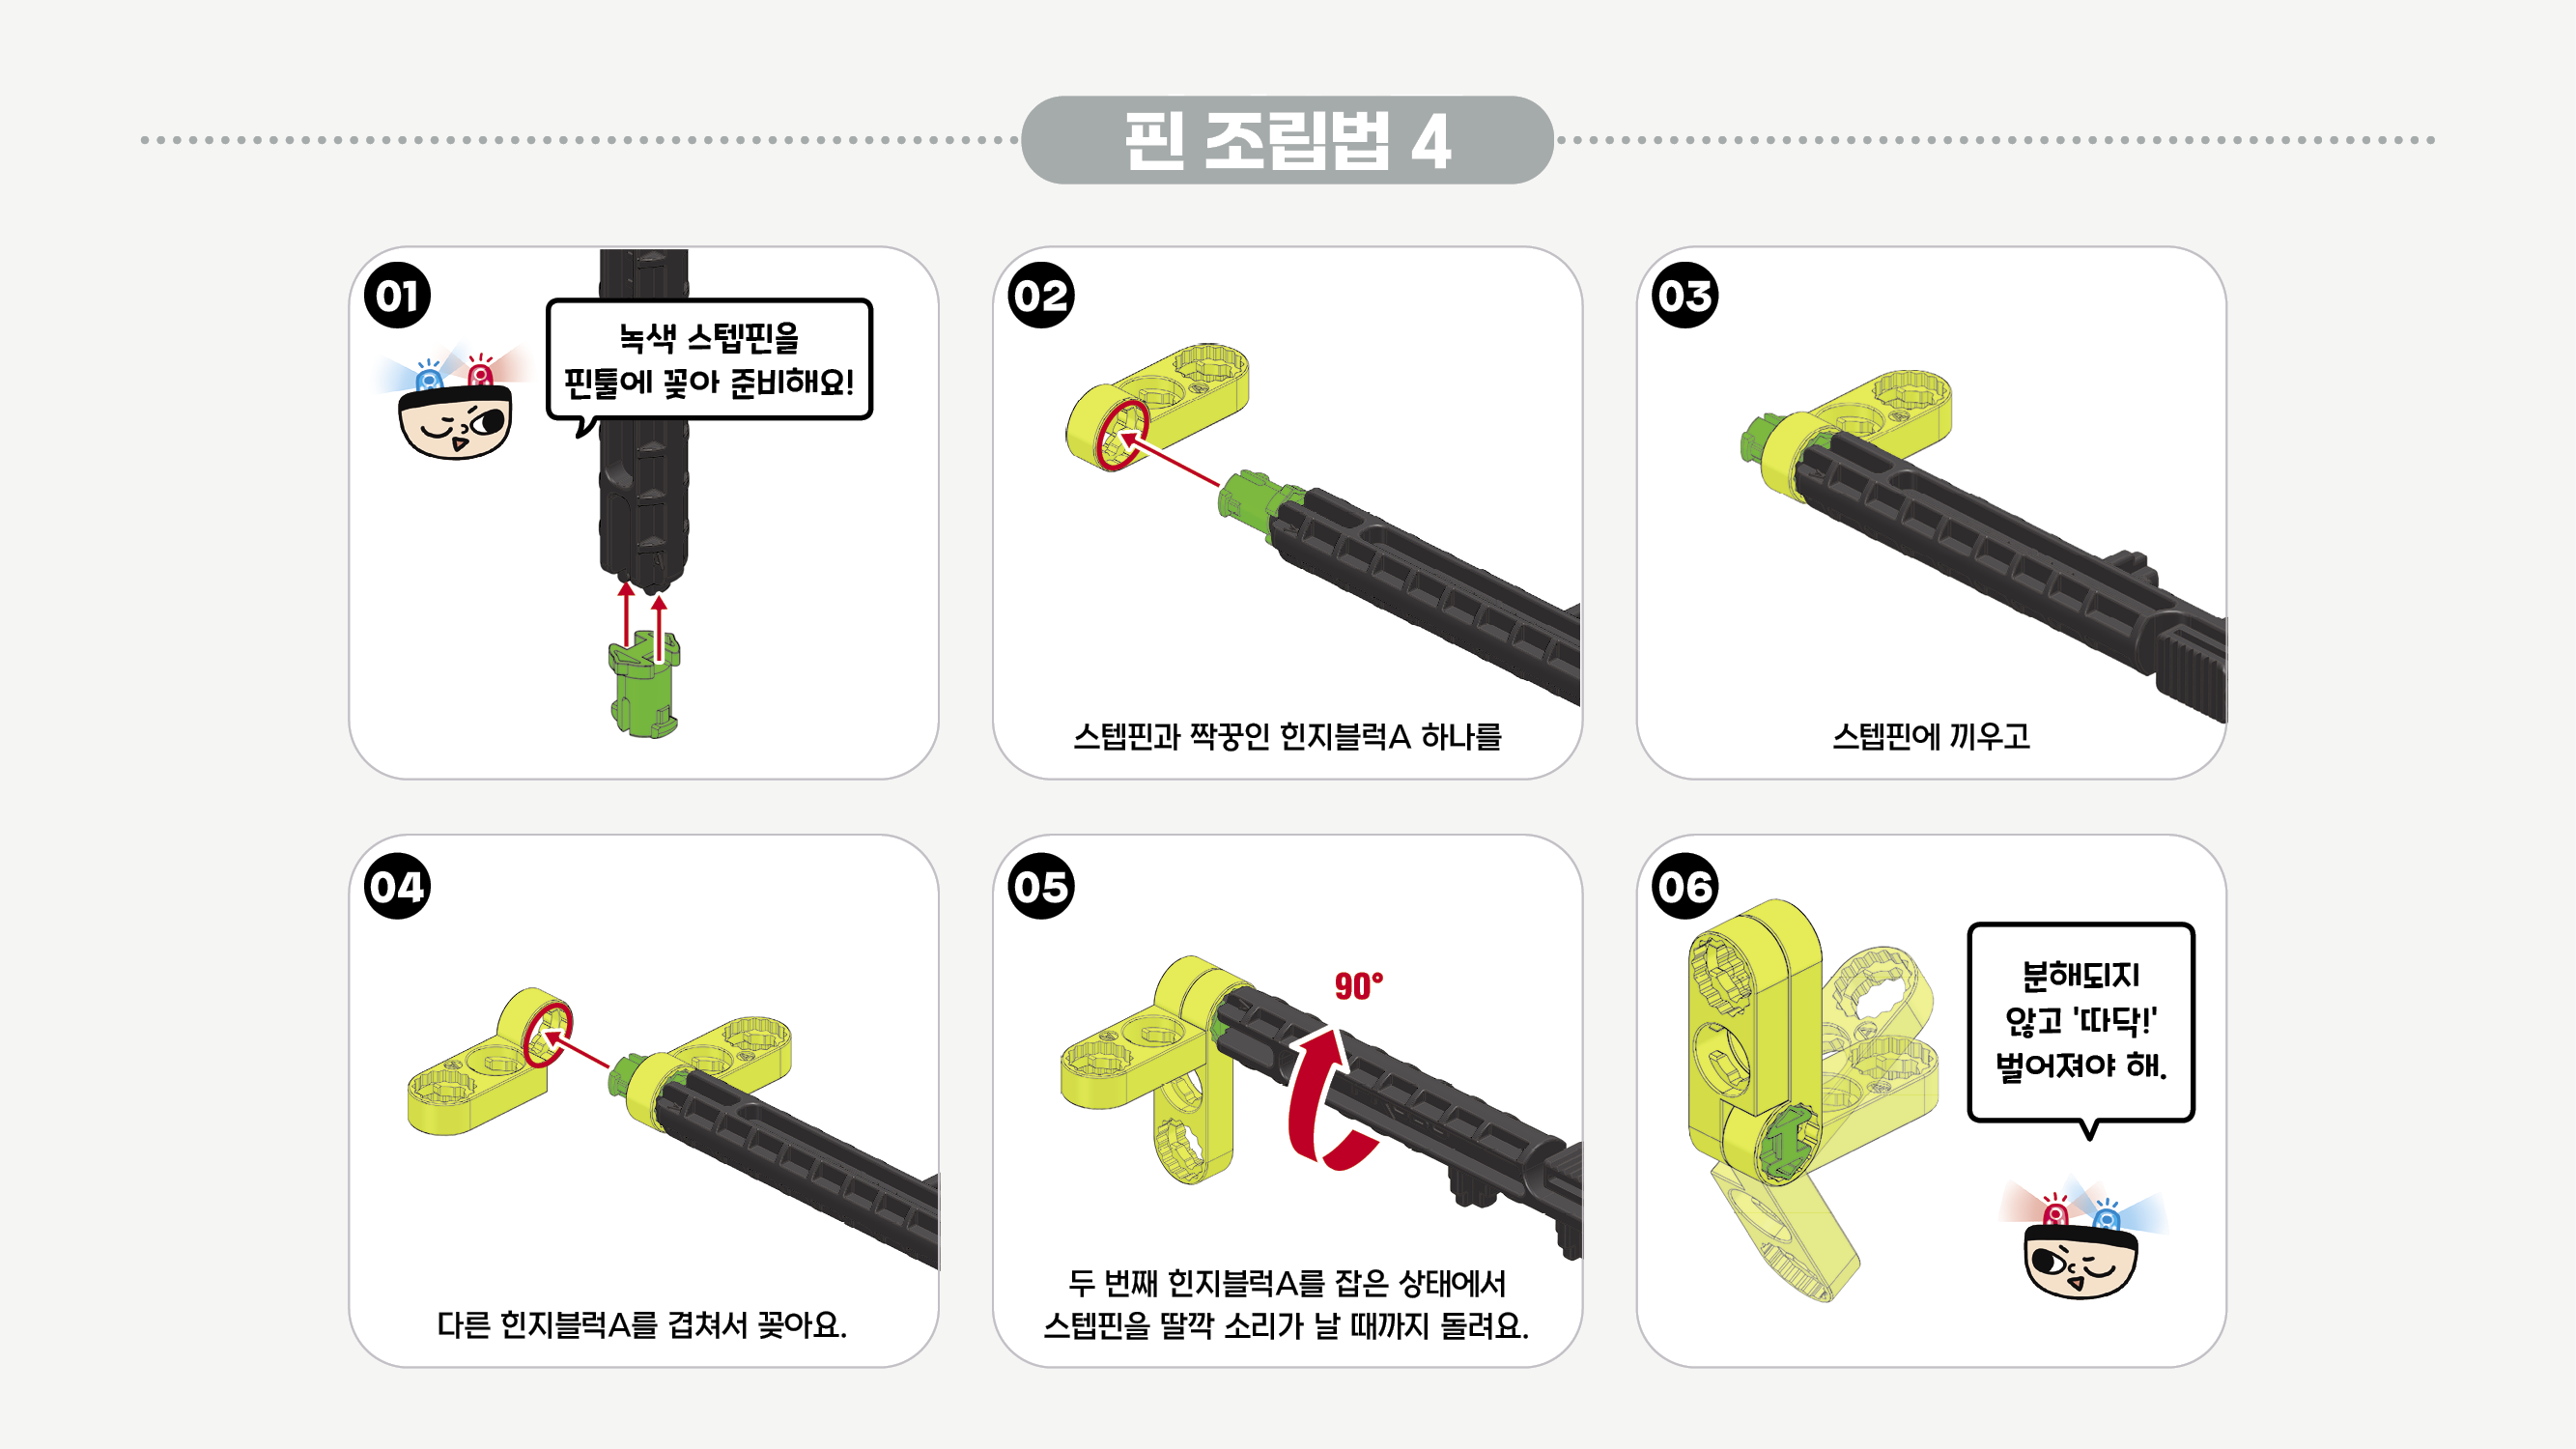 핀 조립법 4
01
녹색 스텝핀을
핀툴에 꽂아 준비해요!
02
스텝핀과 짝꿍인 힌지블럭A 하나를
03
스텝핀에 끼우고
04
다른 힌지블럭A를 겹쳐서 꽂아요.
05
90°
두 번째 힌지블럭A를 잡은 상태에서
스텝핀을 딸깍 소리가 날 때까지 돌려요.
06
분해되지
않고 '따닥!'
벌어져야 해.